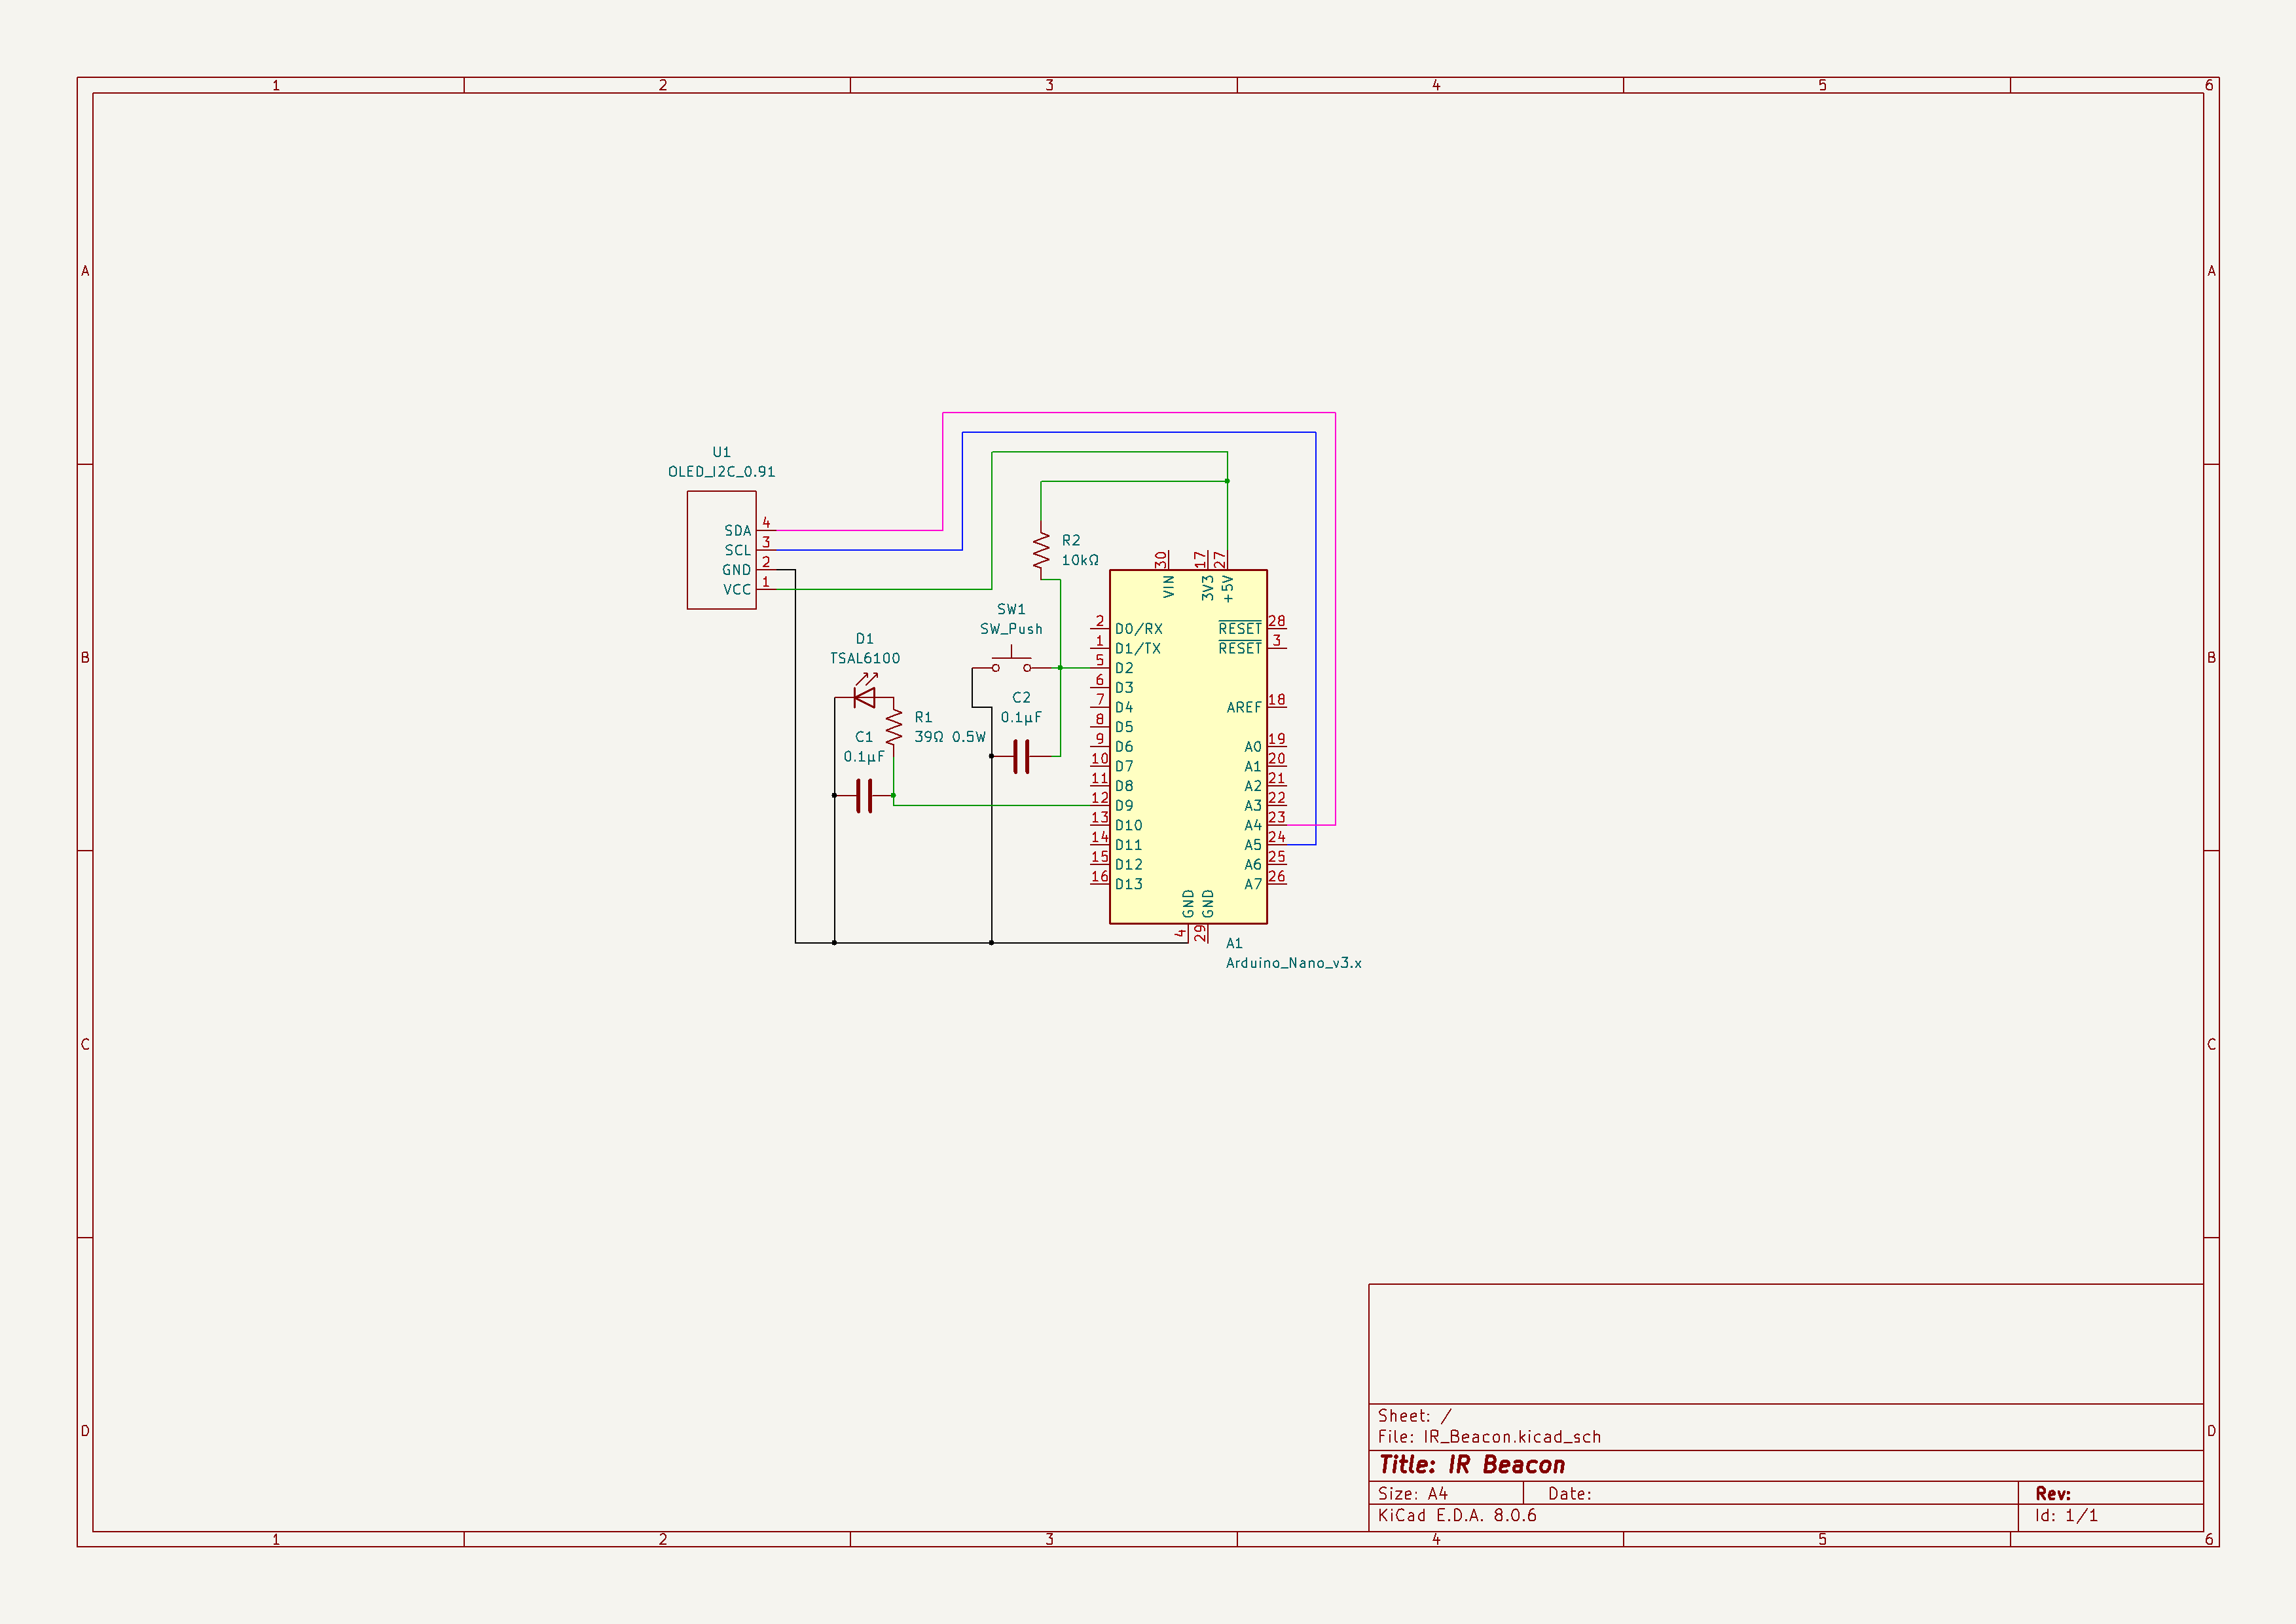 1 2 3 4 5 6
A A
B B
C C
D D
U1
OLED_I2C_0.91
SDA 4
SCL 3
GND 2
VCC 1
R2
10kΩ
SW1
SW_Push
D1
TSAL6100
C2
0.1µF
R1
39Ω 0.5W
C1
0.1µF
30 17 27
VIN 3V3 +5V
2 D0/RX RESET 28
1 D1/TX RESET 3
5 D2
6 D3
7 D4 AREF 18
8 D5
9 D6 A0 19
10 D7 A1 20
11 D8 A2 21
12 D9 A3 22
13 D10 A4 23
14 D11 A5 24
15 D12 A6 25
16 D13 A7 26
GND GND
4 29
A1
Arduino_Nano_v3.x
Sheet: /
File: IR_Beacon.kicad_sch
Title: IR Beacon
Size: A4 Date: Rev:
KiCad E.D.A. 8.0.6 Id: 1/1
1 2 3 4 5 6